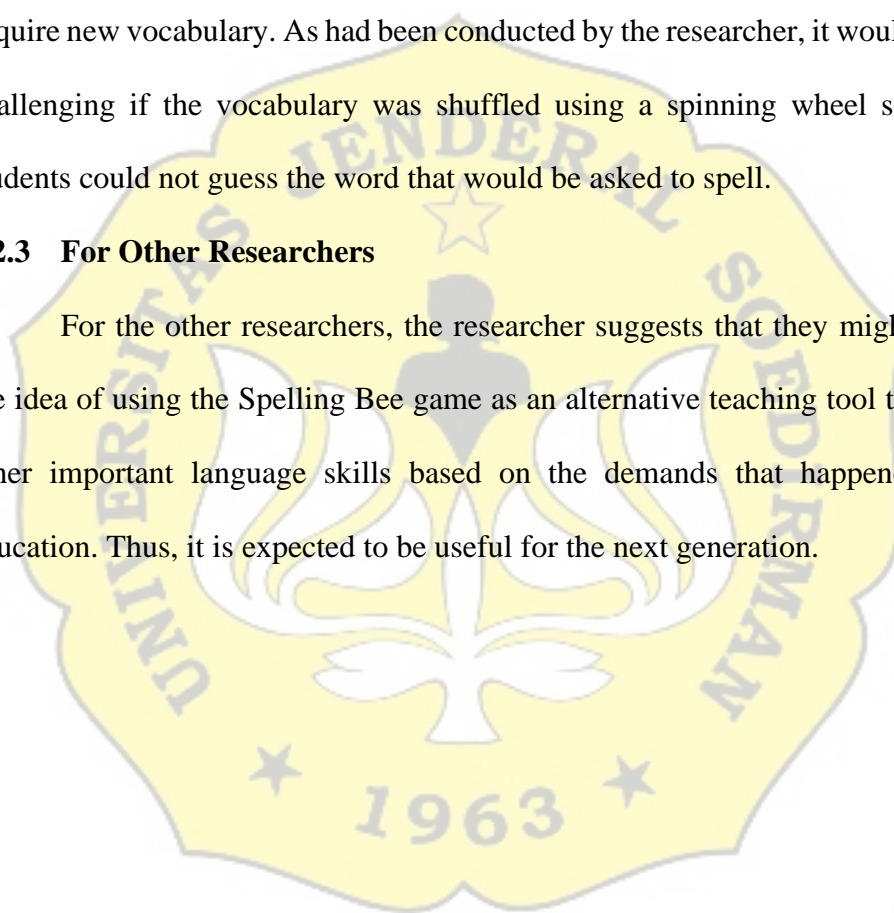 quire new vocabulary. As had been conducted by the researcher, it woul
allenging if the vocabulary was shuffled using a spinning wheel s
udents could not guess the word that would be asked to spell.
2.3 For Other Researchers
For the other researchers, the researcher suggests that they migh
e idea of using the Spelling Bee game as an alternative teaching tool t
her important language skills based on the demands that happene
ucation. Thus, it is expected to be useful for the next generation.
UNIVERSITAS JENDERAL SOEDIRMAN
1963